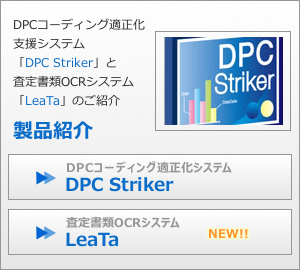 DPCコーディング適正化
支援システム
「DPC Striker」と
査定書類OCRシステム
「LeaTa」のご紹介
製品紹介
DPC
Striker
DPCコーディング適正化システム
DPC Striker
査定書類OCRシステム
LeaTa
NEW!!